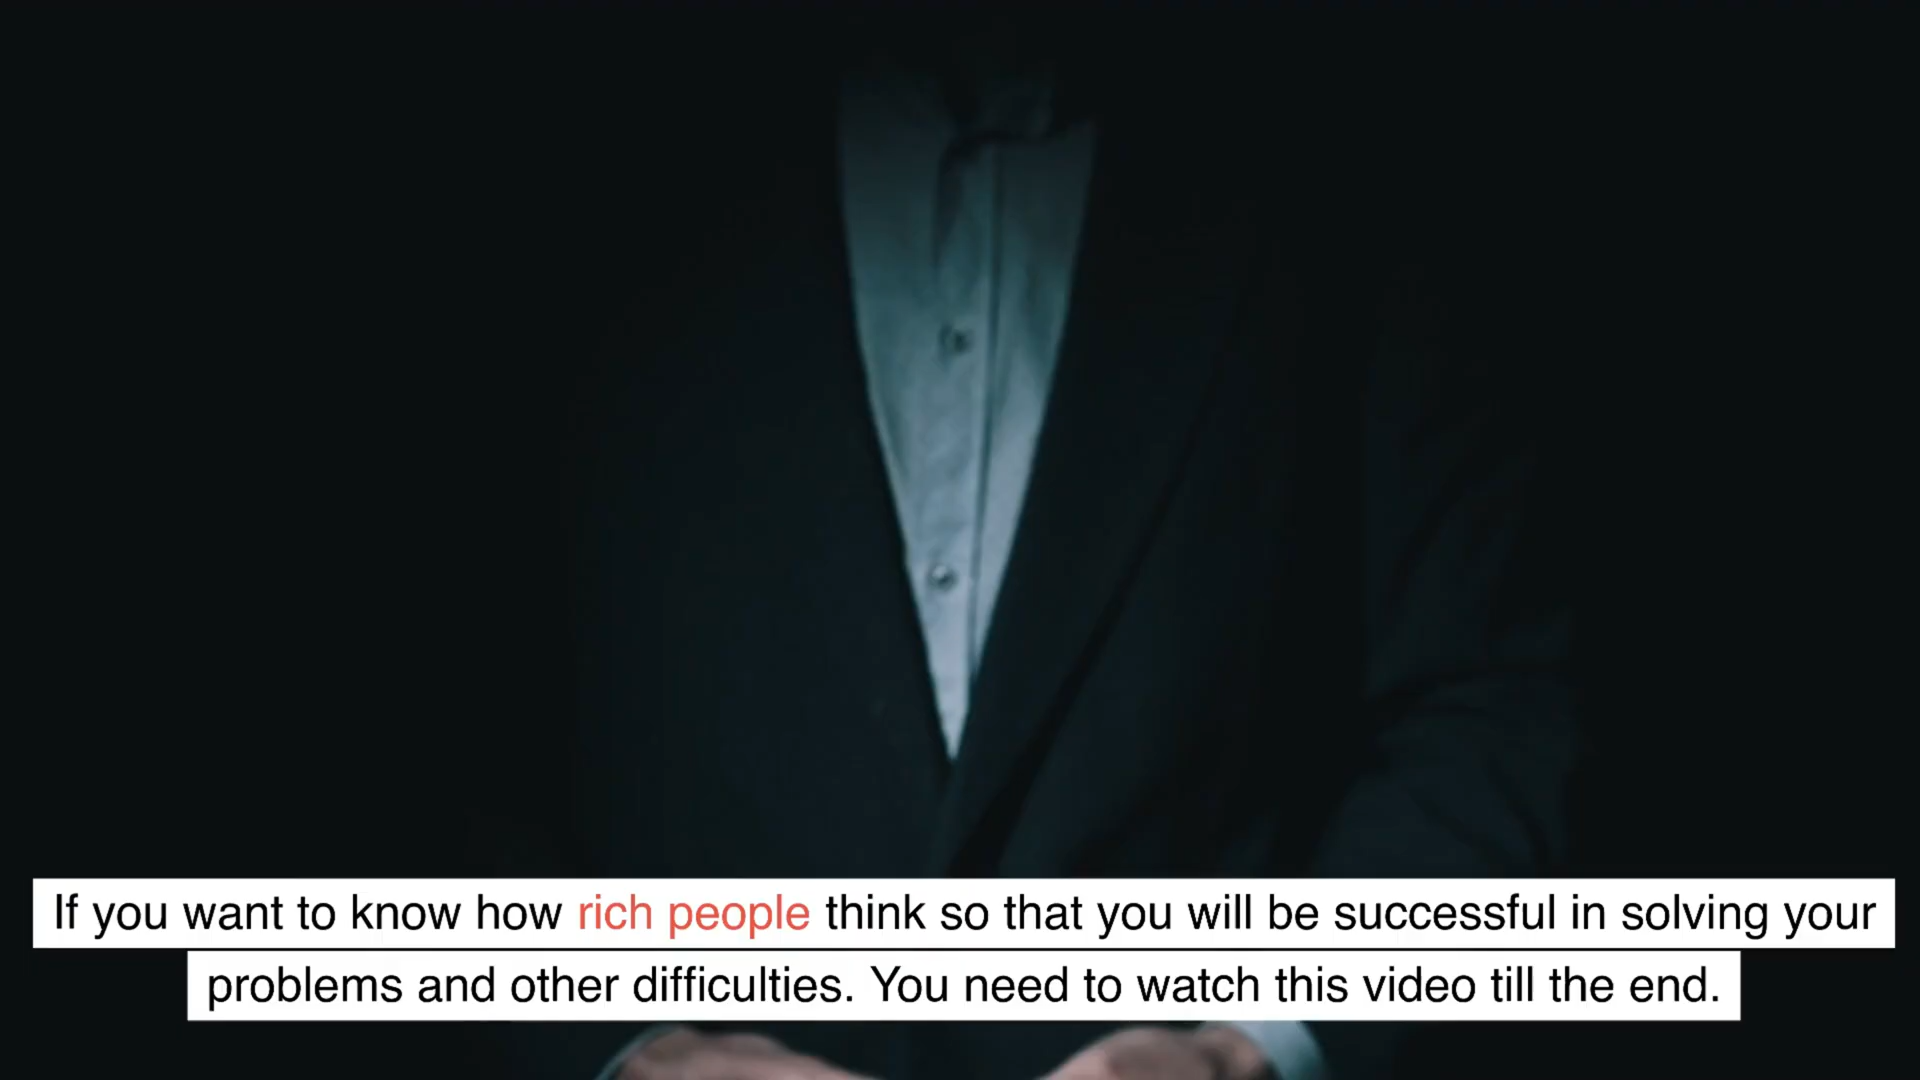 If you want to know how rich people think so that you will be successful in solving your
problems and other difficulties. You need to watch this video till the end.